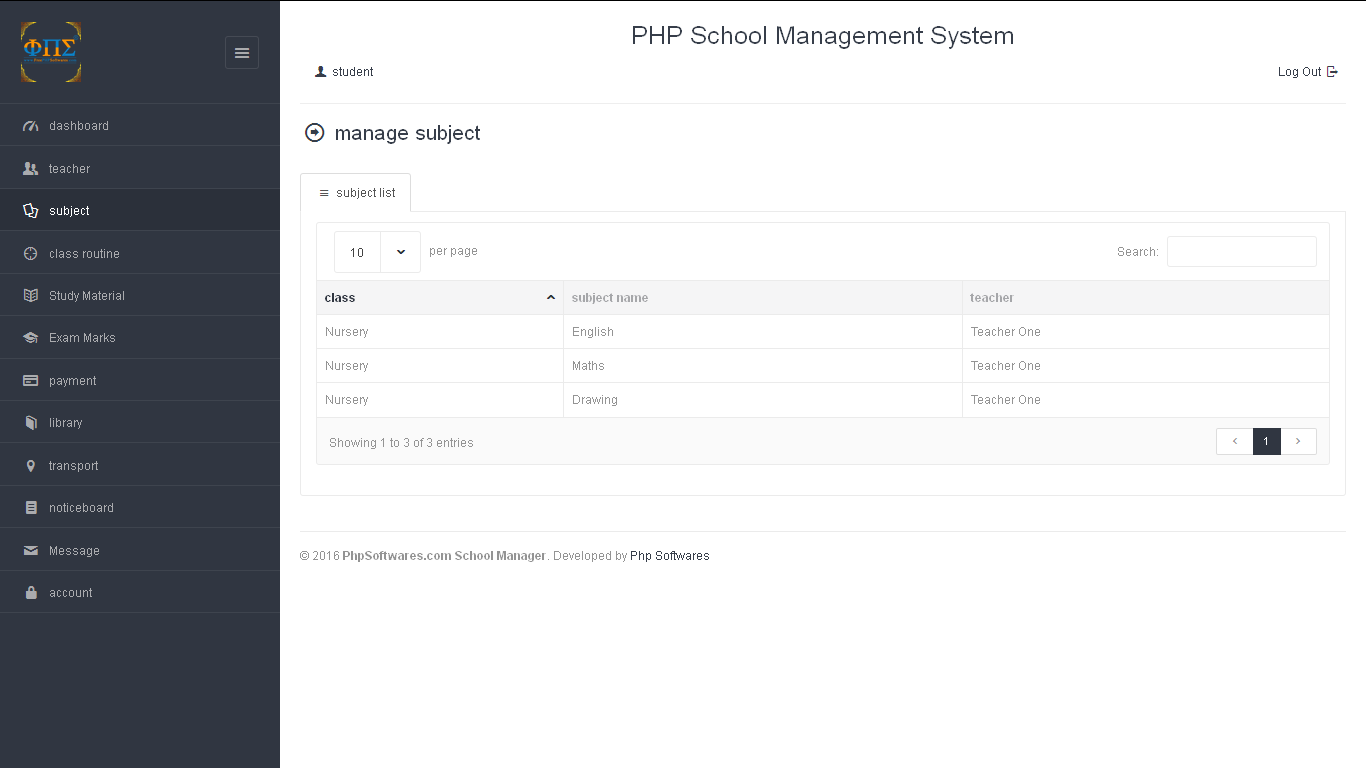 ΦΠΣ
PHP School Management System
student
Log Out
dashboard
teacher
subject
class routine
Study Material
Exam Marks
payment
library
transport
noticeboard
Message
account
manage subject
subject list
10 per page
Search:
class subject name teacher
Nursery English Teacher One
Nursery Maths Teacher One
Nursery Drawing Teacher One
Showing 1 to 3 of 3 entries
1
© 2016 PhpSoftwares.com School Manager. Developed by Php Softwares